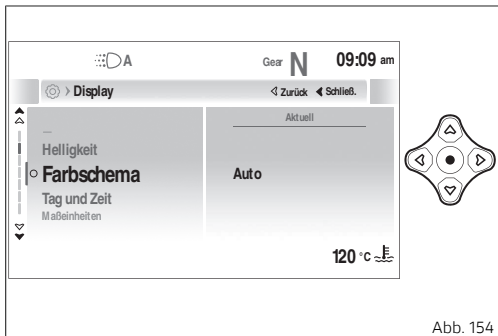 A Gear N 09:09 am
> Display Zurück Schließ.
Aktuell
...
Helligkeit
Farbschema Auto
Tag und Zeit
Maßeinheiten
120 °C
Abb. 154